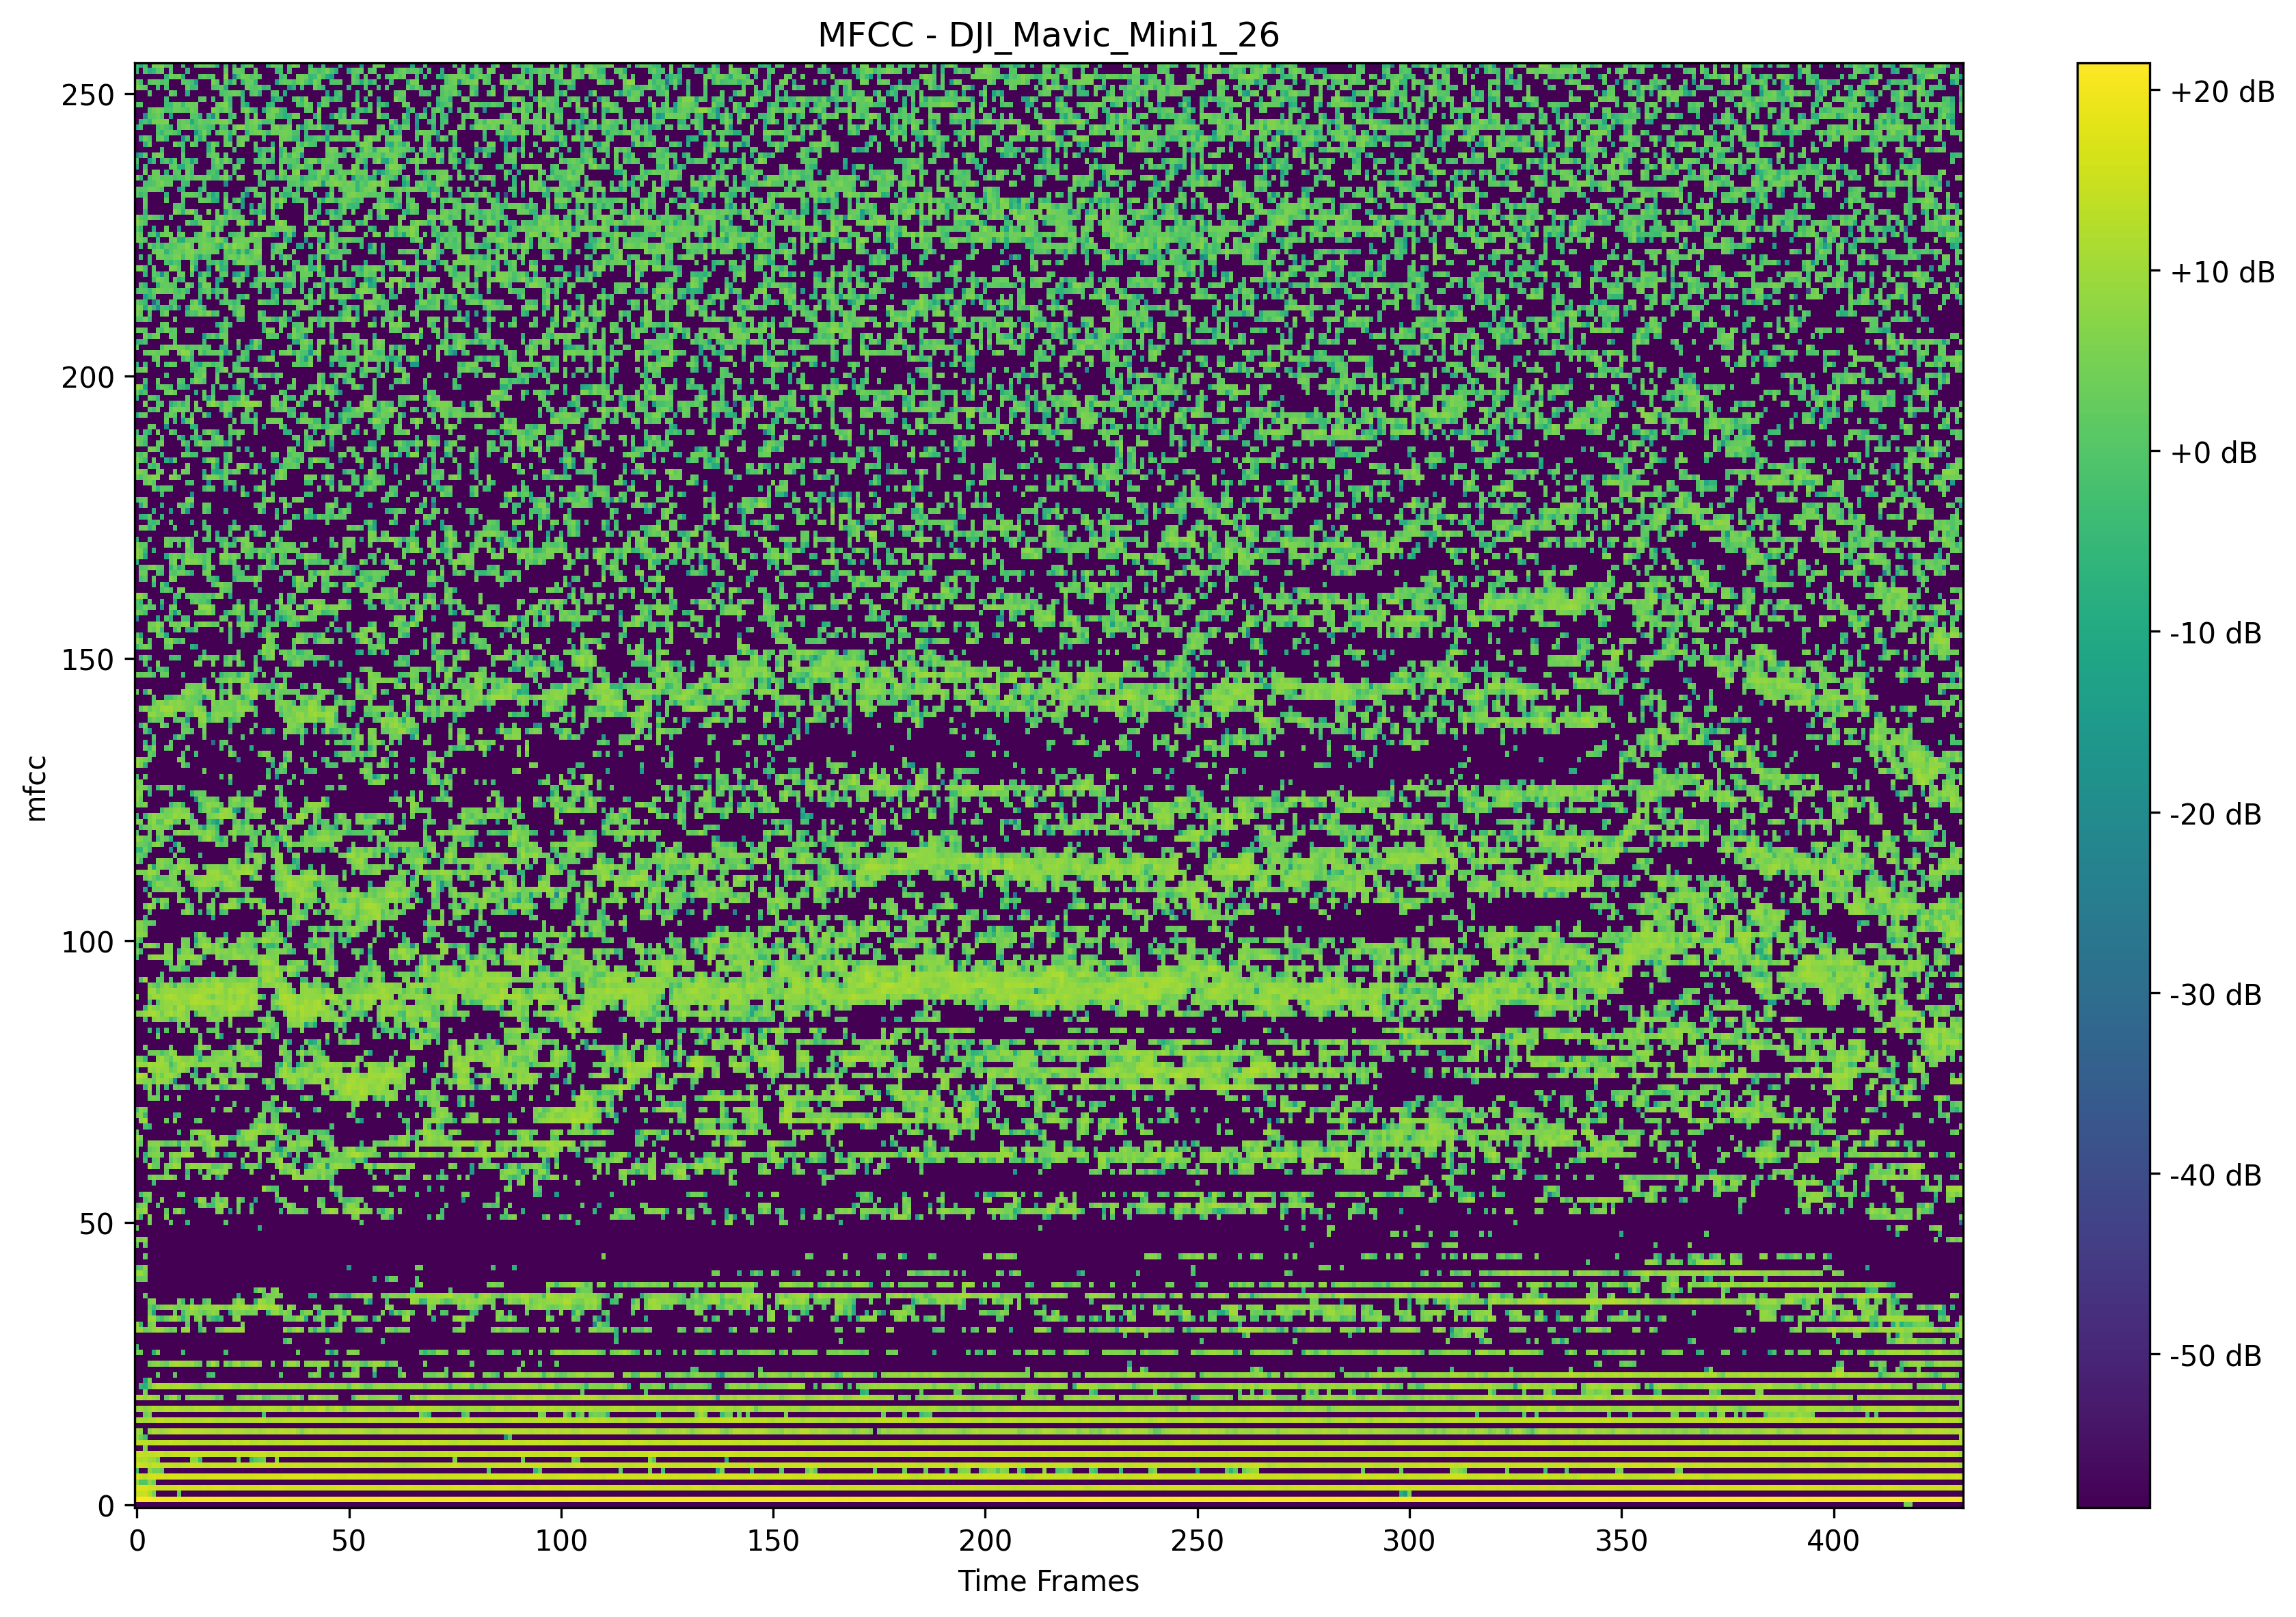 MFCC - DJI_Mavic_Mini1_26
250
200
150
100
50
0
mfcc
0 50 100 150 200 250 300 350 400
Time Frames
+20 dB
+10 dB
+0 dB
-10 dB
-20 dB
-30 dB
-40 dB
-50 dB